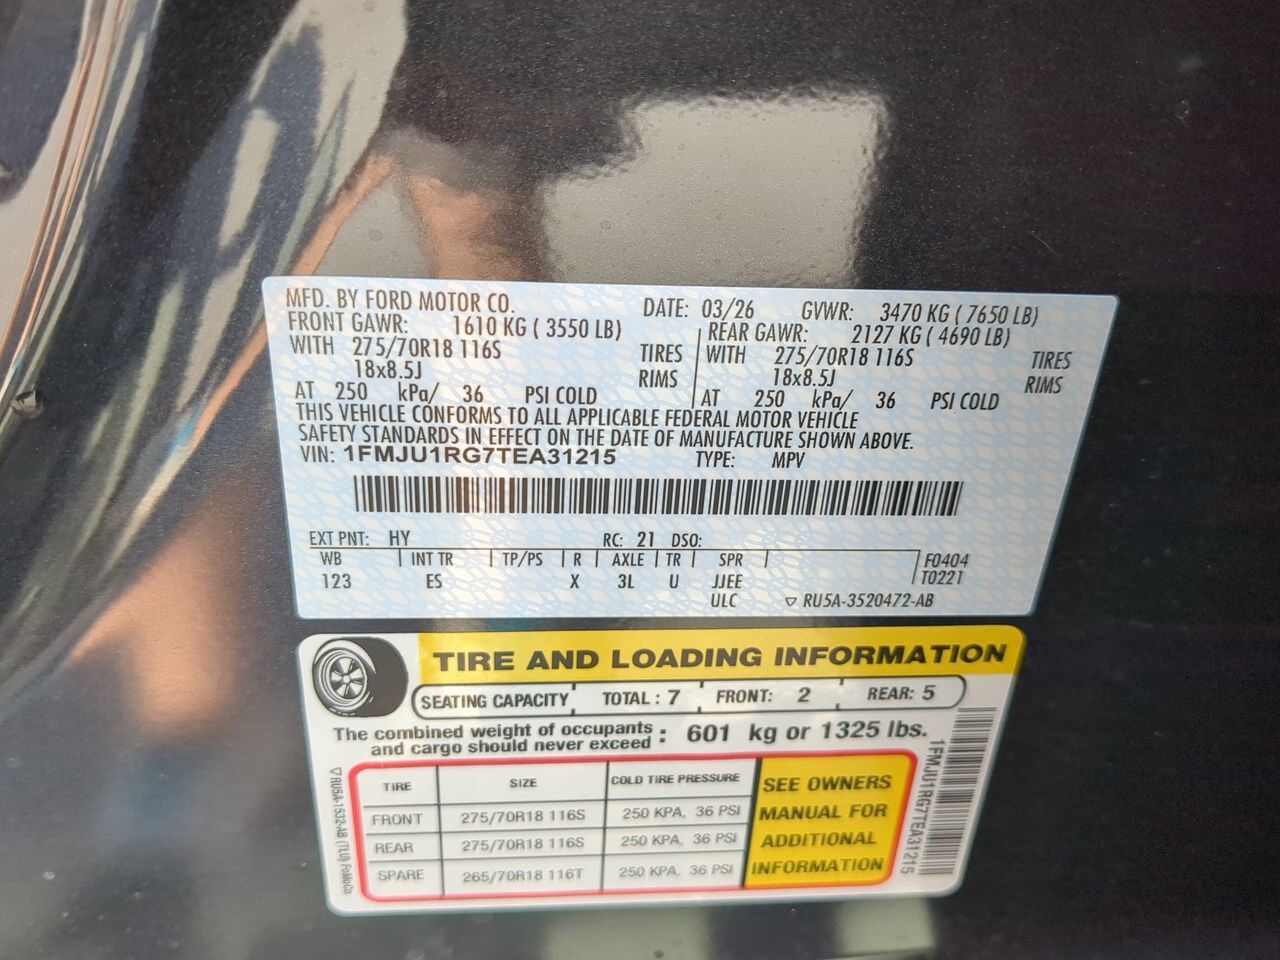 MFD. BY FORD MOTOR CO. DATE: 03/26 GVWR: 3470 KG ( 7650 LB)
FRONT GAWR: 1610 KG ( 3550 LB) REAR GAWR: 2127 KG ( 4690 LB)
WITH 275/70R18 116S TIRES WITH 275/70R18 116S TIRES
18x8.5J RIMS 18x8.5J RIMS
AT 250 kPa/ 36 PSI COLD AT 250 kPa/ 36 PSI COLD
THIS VEHICLE CONFORMS TO ALL APPLICABLE FEDERAL MOTOR VEHICLE
SAFETY STANDARDS IN EFFECT ON THE DATE OF MANUFACTURE SHOWN ABOVE.
VIN: 1FMJU1RG7TEA31215 TYPE: MPV
EXT PNT: HY RC: 21 DSO:
WB INT TR TP/PS R AXLE TR SPR F0404
123 ES X 3L U JJEE T0221
ULC ▽ RU5A-3520472-AB
TIRE AND LOADING INFORMATION
SEATING CAPACITY TOTAL : 7 FRONT: 2 REAR: 5
The combined weight of occupants and cargo should never exceed : 601 kg or 1325 lbs.
TIRE SIZE COLD TIRE PRESSURE
FRONT 275/70R18 116S 250 KPA, 36 PSI
REAR 275/70R18 116S 250 KPA, 36 PSI
SPARE 265/70R18 116T 250 KPA, 36 PSI
SEE OWNERS
MANUAL FOR
ADDITIONAL
INFORMATION
▽RU5A-1532-AB (TLU) FoMoCo
1FMJU1RG7TEA31215